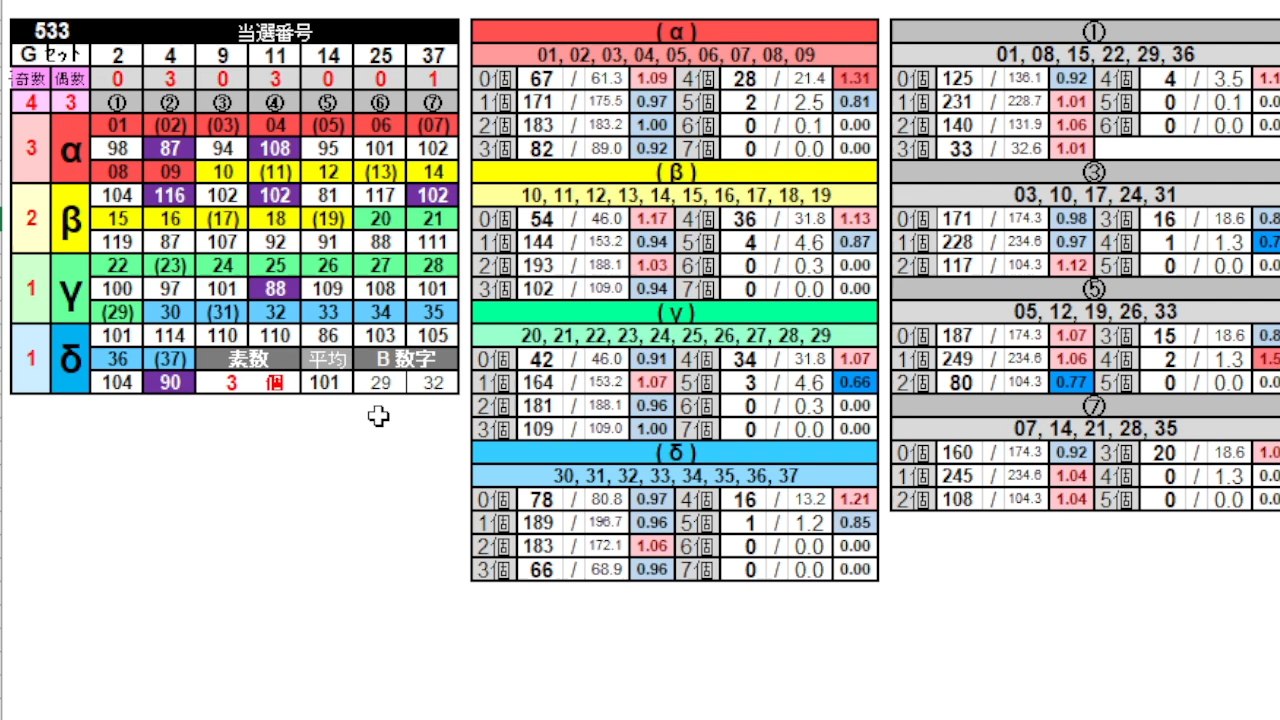 533 当選番号
G セット 2 4 9 11 14 25 37
奇数 偶数 0 3 0 3 0 0 1
4 3 ① ② ③ ④ ⑤ ⑥ ⑦
3 α 01 (02) (03) 04 (05) 06 (07)
98 87 94 108 95 101 102
08 09 10 (11) 12 (13) 14
2 β 104 116 102 102 81 117 102
15 16 (17) 18 (19) 20 21
119 87 107 92 91 88 111
1 γ 22 (23) 24 25 26 27 28
100 97 101 88 109 108 101
(29) 30 (31) 32 33 34 35
1 δ 101 114 110 110 86 103 105
36 (37) 素数 平均 B 数字
104 90 3 個 101 29 32
( α )
01, 02, 03, 04, 05, 06, 07, 08, 09
0個 67 / 61.3 1.09 4個 28 / 21.4 1.31
1個 171 / 175.5 0.97 5個 2 / 2.5 0.81
2個 183 / 183.2 1.00 6個 0 / 0.1 0.00
3個 82 / 89.0 0.92 7個 0 / 0.0 0.00
( β )
10, 11, 12, 13, 14, 15, 16, 17, 18, 19
0個 54 / 46.0 1.17 4個 36 / 31.8 1.13
1個 144 / 153.2 0.94 5個 4 / 4.6 0.87
2個 193 / 188.1 1.03 6個 0 / 0.3 0.00
3個 102 / 109.0 0.94 7個 0 / 0.0 0.00
( γ )
20, 21, 22, 23, 24, 25, 26, 27, 28, 29
0個 42 / 46.0 0.91 4個 34 / 31.8 1.07
1個 164 / 153.2 1.07 5個 3 / 4.6 0.66
2個 181 / 188.1 0.96 6個 0 / 0.3 0.00
3個 109 / 109.0 1.00 7個 0 / 0.0 0.00
( δ )
30, 31, 32, 33, 34, 35, 36, 37
0個 78 / 80.8 0.97 4個 16 / 13.2 1.21
1個 189 / 196.7 0.96 5個 1 / 1.2 0.85
2個 183 / 172.1 1.06 6個 0 / 0.0 0.00
3個 66 / 68.9 0.96 7個 0 / 0.0 0.00
①
01, 08, 15, 22, 29, 36
0個 125 / 136.1 0.92 4個 4 / 3.5 1.1
1個 231 / 228.7 1.01 5個 0 / 0.1 0.0
2個 140 / 131.9 1.06 6個 0 / 0.0 0.0
3個 33 / 32.6 1.01
③
03, 10, 17, 24, 31
0個 171 / 174.3 0.98 3個 16 / 18.6 0.8
1個 228 / 234.6 0.97 4個 1 / 1.3 0.7
2個 117 / 104.3 1.12 5個 0 / 0.0 0.0
⑤
05, 12, 19, 26, 33
0個 187 / 174.3 1.07 3個 15 / 18.6 0.8
1個 249 / 234.6 1.06 4個 2 / 1.3 1.5
2個 80 / 104.3 0.77 5個 0 / 0.0 0.0
⑦
07, 14, 21, 28, 35
0個 160 / 174.3 0.92 3個 20 / 18.6 1.0
1個 245 / 234.6 1.04 4個 0 / 1.3 0.0
2個 108 / 104.3 1.04 5個 0 / 0.0 0.0